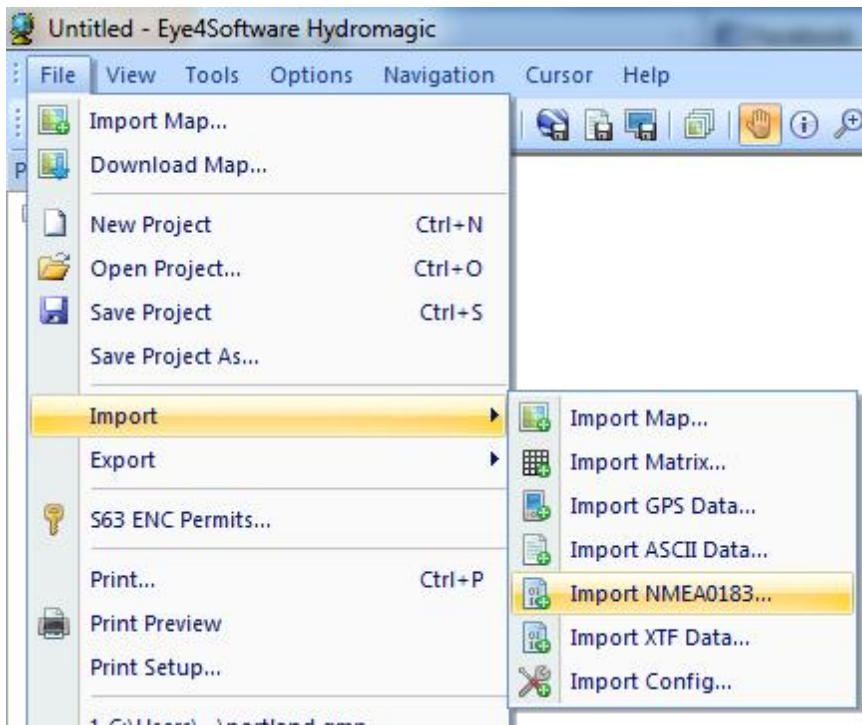 Untitled - Eye4Software Hydromagic
File View Tools Options Navigation Cursor Help
Import Map...
Download Map...
New Project Ctrl+N
Open Project... Ctrl+O
Save Project Ctrl+S
Save Project As...
Import
Export
S63 ENC Permits...
Print... Ctrl+P
Print Preview
Print Setup...
Import Map...
Import Matrix...
Import GPS Data...
Import ASCII Data...
Import NMEA0183...
Import XTF Data...
Import Config...